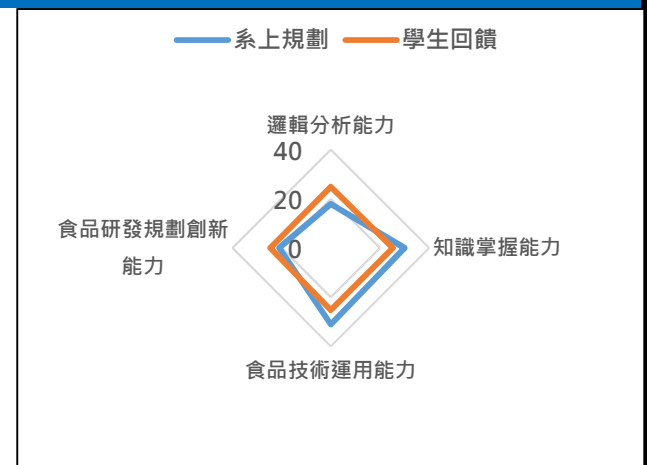 系上規劃 學生回饋
邏輯分析能力
40
20
0
食品研發規劃創新
能力
知識掌握能力
食品技術運用能力